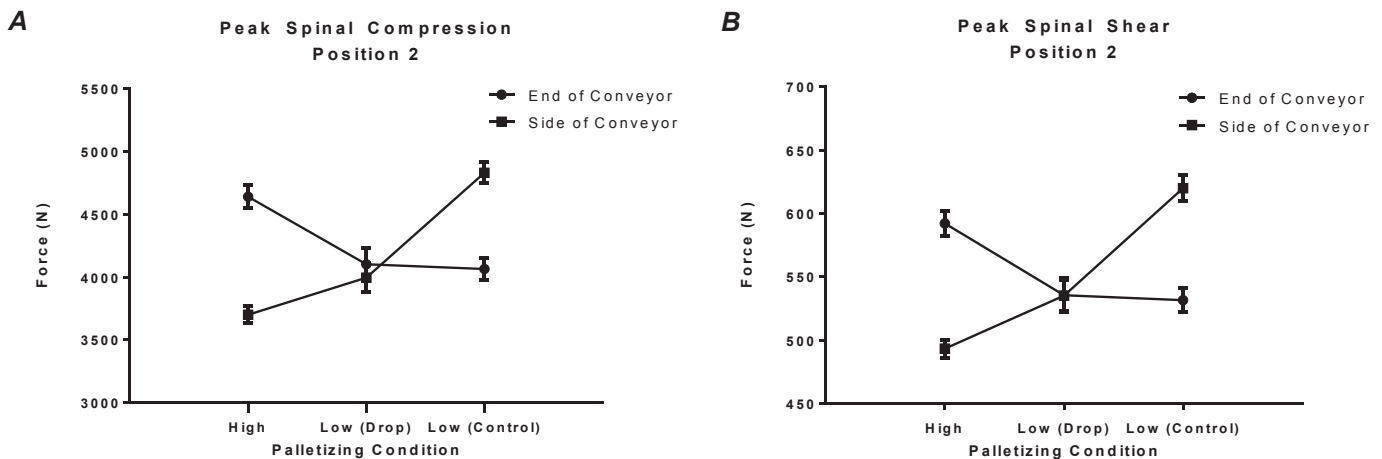 A
Peak Spinal Compression
Position 2
5500
5000
4500
4000
3500
3000
Force (N)
End of Conveyor
Side of Conveyor
High
Low (Drop)
Low (Control)
Palletizing Condition
B
Peak Spinal Shear
Position 2
700
650
600
550
500
450
Force (N)
End of Conveyor
Side of Conveyor
High
Low (Drop)
Low (Control)
Palletizing Condition